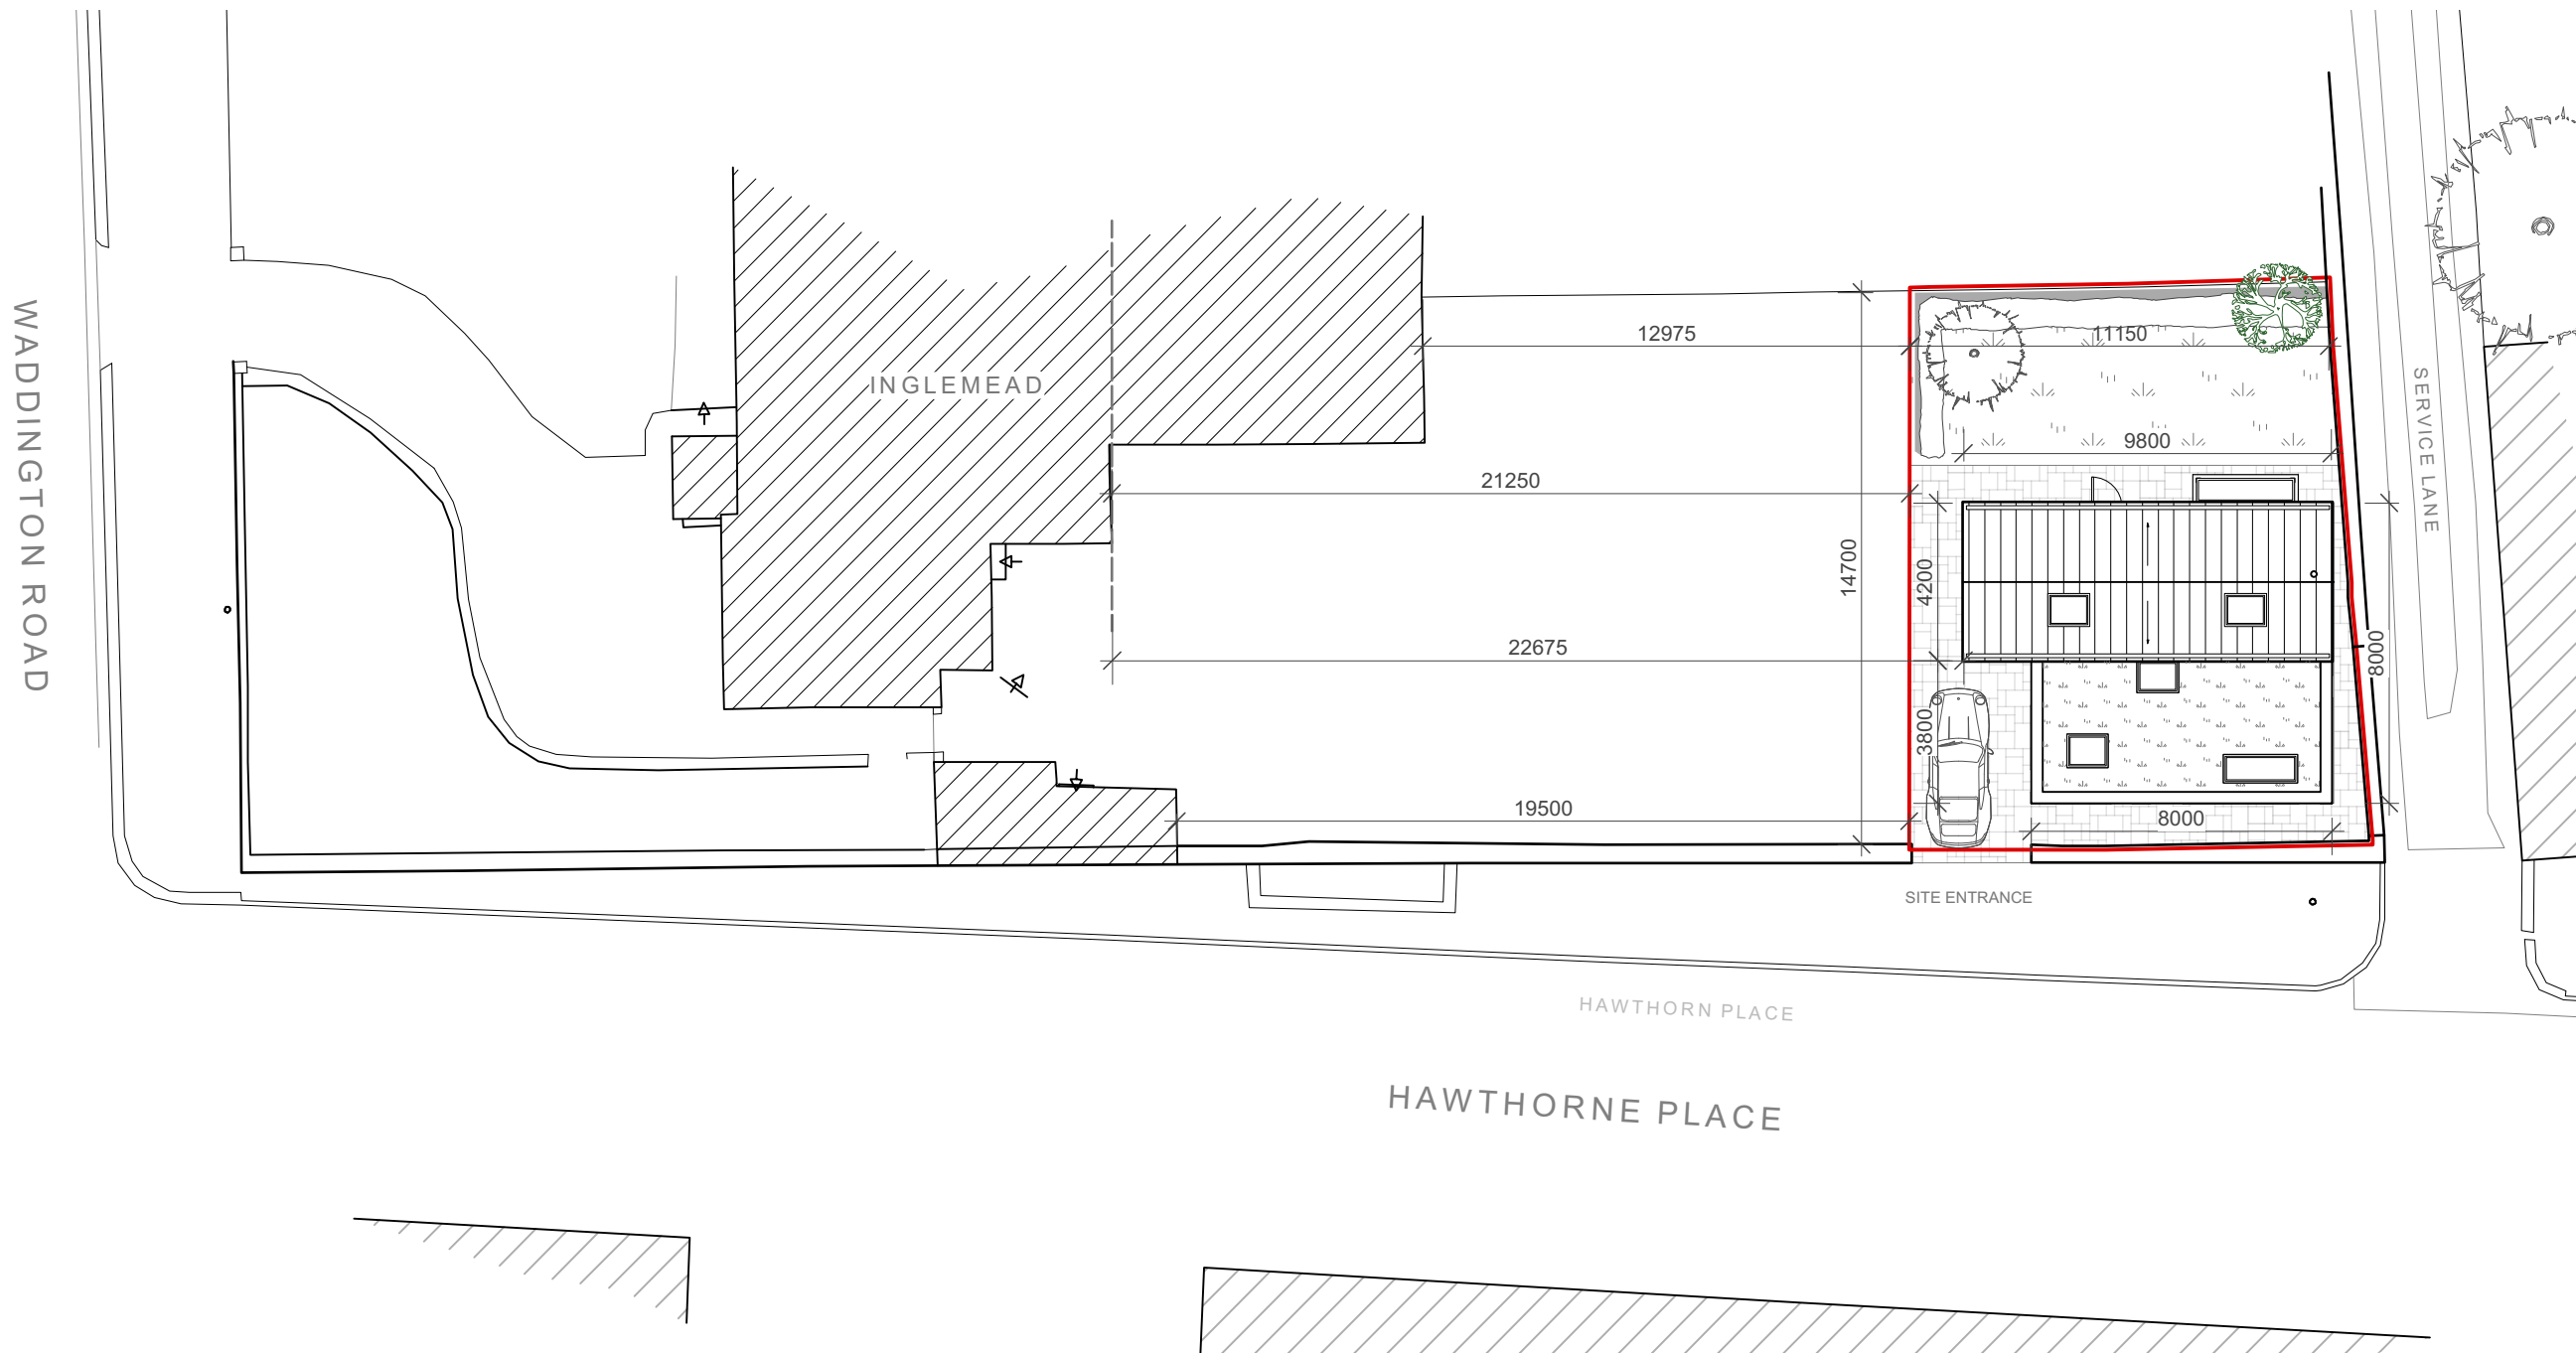 WADDINGTON ROAD
INGLEMEAD
12975
11150
9800
21250
SERVICE LANE
14700
4200
22675
8000
3800
19500
8000
SITE ENTRANCE
HAWTHORN PLACE
HAWTHORNE PLACE